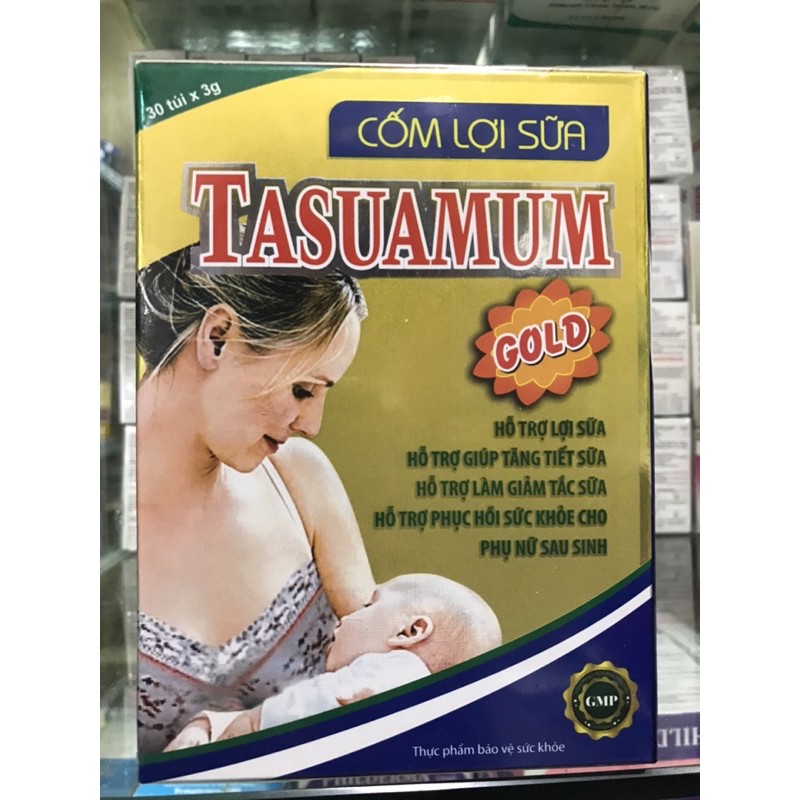 30 túi x 3g
CỐM LỢI SỮA
TASUAMUM
GOLD
HỖ TRỢ LỢI SỮA
HỖ TRỢ GIÚP TĂNG TIẾT SỮA
HỖ TRỢ LÀM GIẢM TẮC SỮA
HỖ TRỢ PHỤC HỒI SỨC KHỎE CHO
PHỤ NỮ SAU SINH
GMP
Thực phẩm bảo vệ sức khỏe